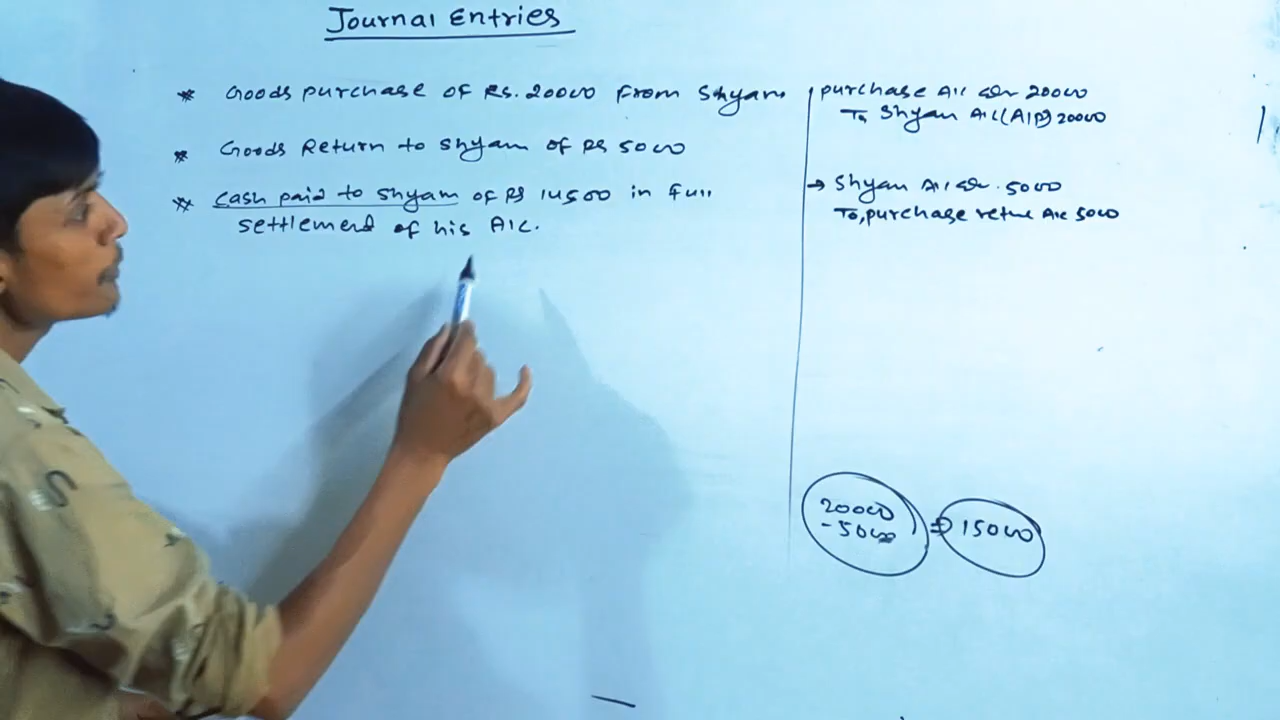 Journal Entries
* Goods purchase of Rs. 20000 from Shyam
* Goods Return to Shyam of Rs 5000
* Cash paid to Shyam of Rs 14500 in Full
settlement of his A/c.
purchase A/c Dr 20000
To Shyam A/c (A/P) 20000
→ Shyam A/c Dr. 5000
To, purchase retue A/c 5000
20000
- 5000
⇒ 15000